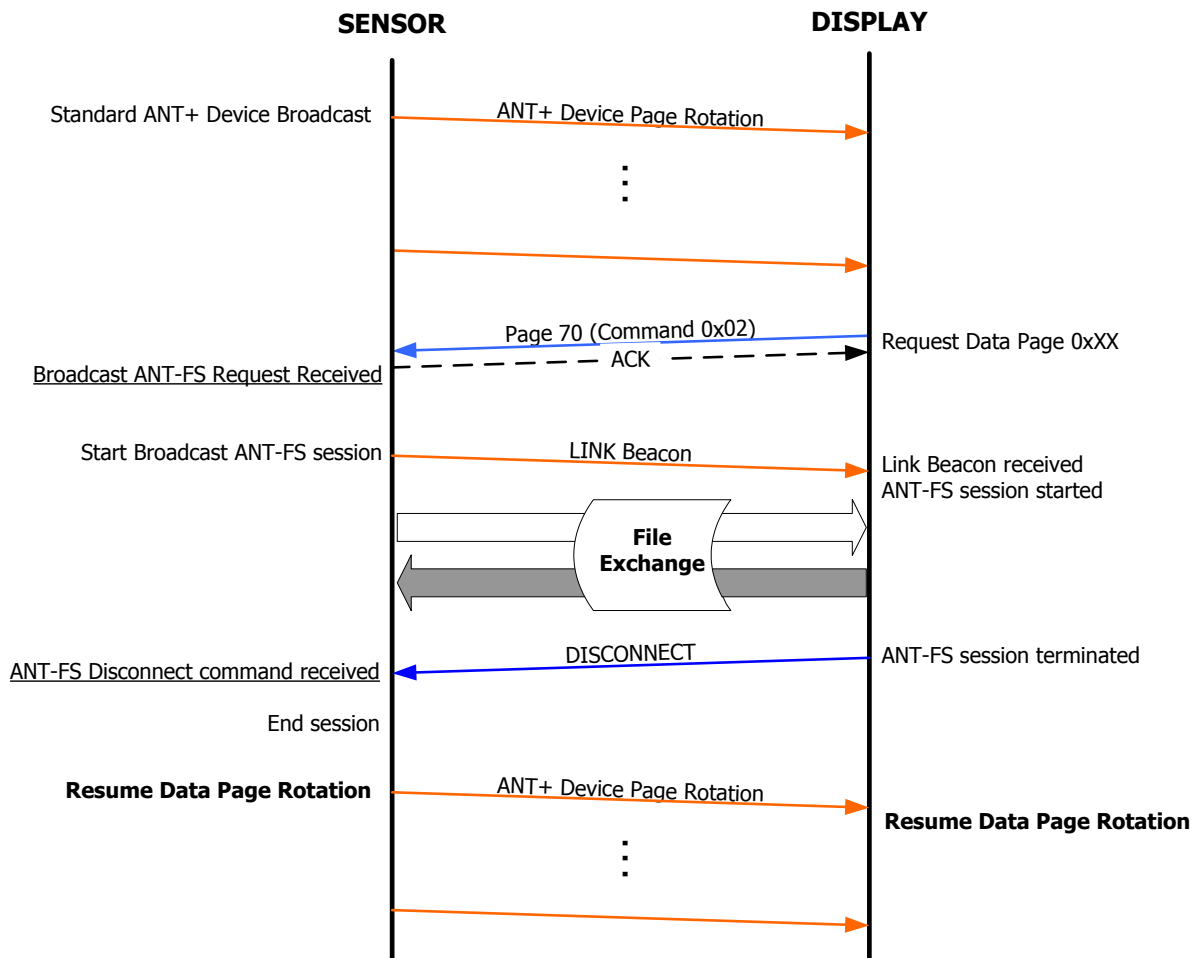 SENSOR
DISPLAY
Standard ANT+ Device Broadcast
ANT+ Device Page Rotation
Page 70 (Command 0x02)
Request Data Page 0xXX
ACK
Broadcast ANT-FS Request Received
Start Broadcast ANT-FS session
LINK Beacon
Link Beacon received
ANT-FS session started
File
Exchange
DISCONNECT
ANT-FS session terminated
ANT-FS Disconnect command received
End session
Resume Data Page Rotation
ANT+ Device Page Rotation
Resume Data Page Rotation